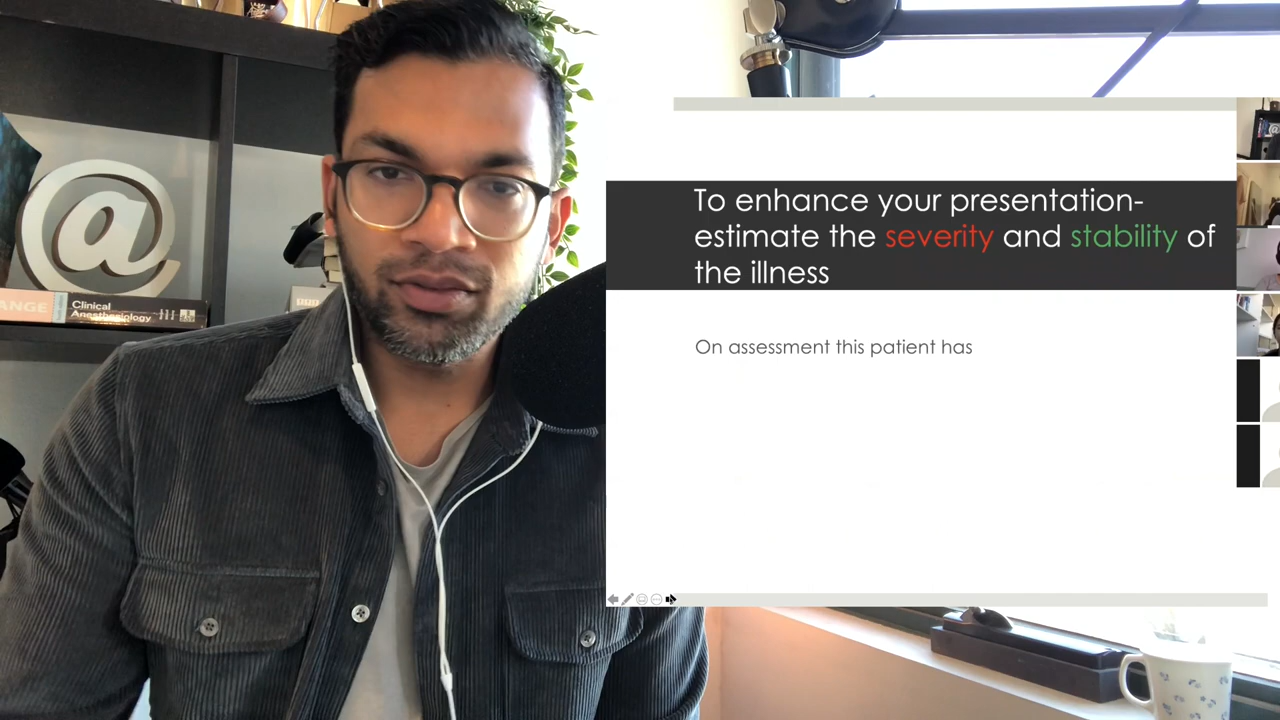 @
ANGE
Clinical
Anesthesiology
To enhance your presentation-
estimate the severity and stability of
the illness
On assessment this patient has